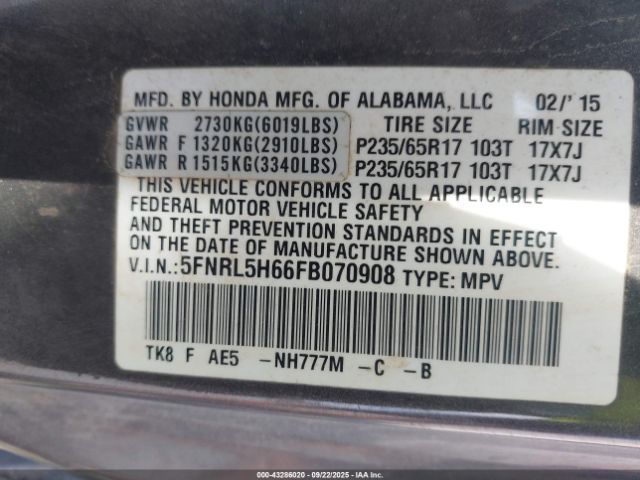 MFD. BY HONDA MFG. OF ALABAMA, LLC 02/' 15
GVWR 2730KG(6019LBS) TIRE SIZE RIM SIZE
GAWR F 1320KG(2910LBS) P235/65R17 103T 17X7J
GAWR R 1515KG(3340LBS) P235/65R17 103T 17X7J
THIS VEHICLE CONFORMS TO ALL APPLICABLE
FEDERAL MOTOR VEHICLE SAFETY
AND THEFT PREVENTION STANDARDS IN EFFECT
ON THE DATE OF MANUFACTURE SHOWN ABOVE.
V.I.N.:5FNRL5H66FB070908 TYPE: MPV
TK8 F AE5 -NH777M -C -B
IAA - 43286020 - 09/22/2025 - IAAI.COM